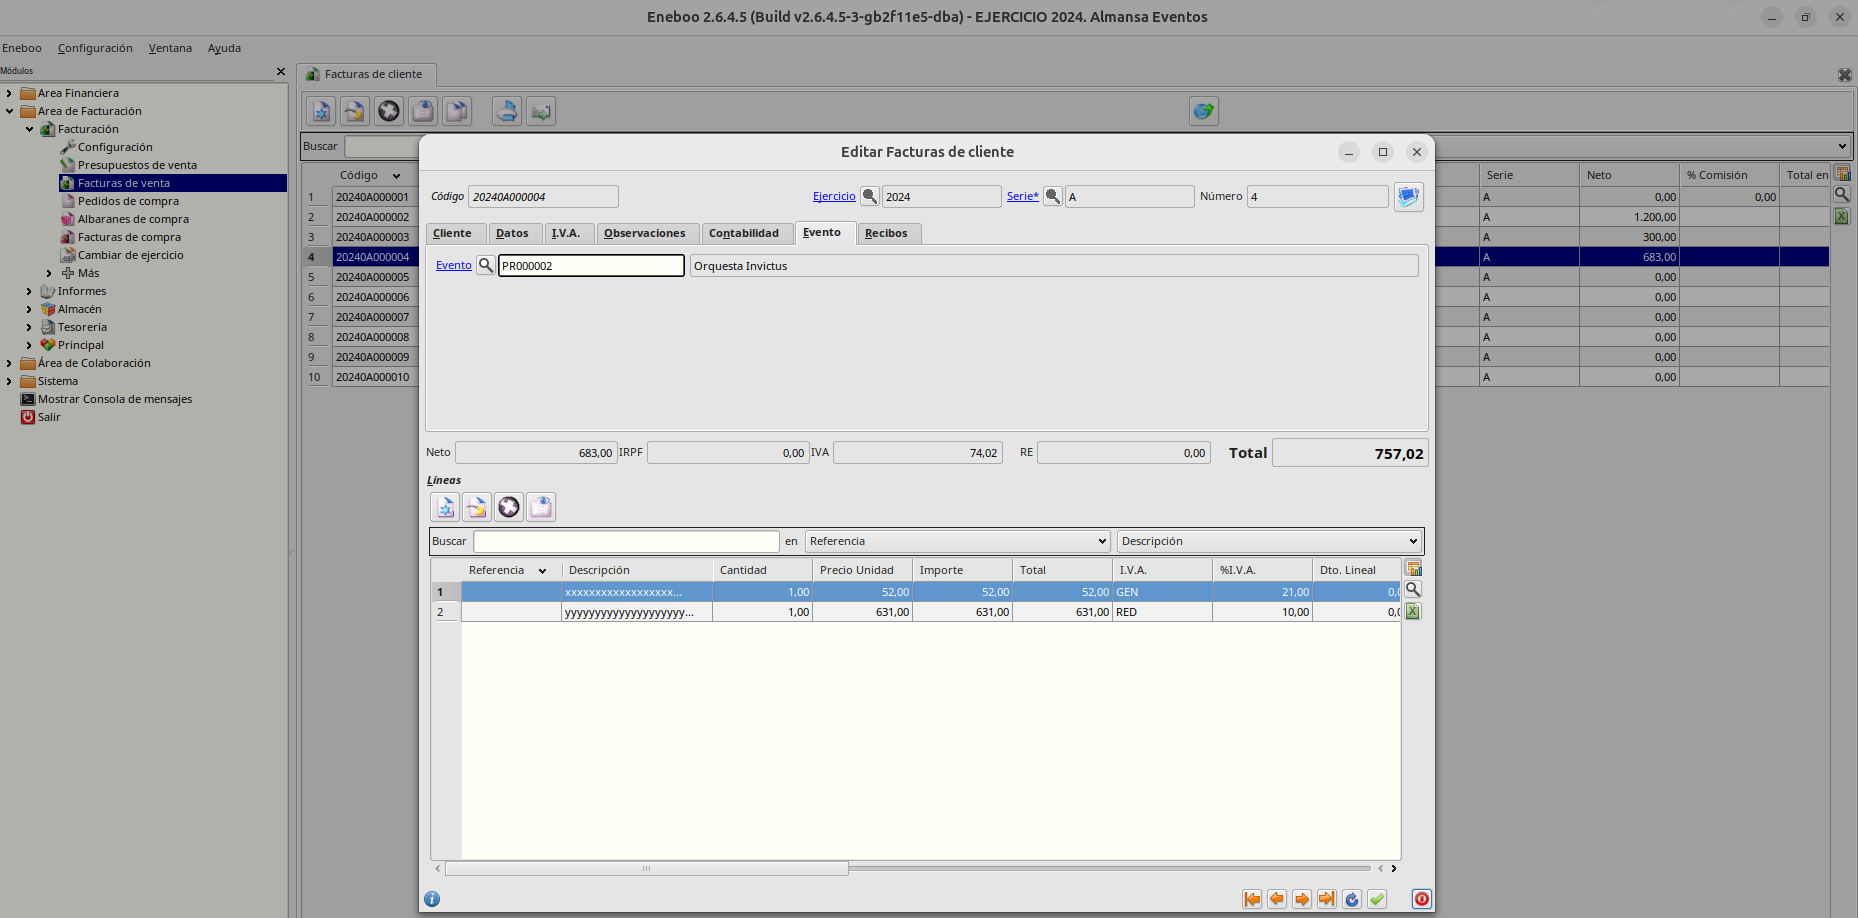 Eneboo 2.6.4.5 (Build v2.6.4.5-3-gb2f11e5-dba) - EJERCICIO 2024. Almansa Eventos
Eneboo Configuración Ventana Ayuda
Módulos
Area Financiera
Area de Facturación
Facturación
Configuración
Presupuestos de venta
Facturas de venta
Pedidos de compra
Albaranes de compra
Facturas de compra
Cambiar de ejercicio
Más
Informes
Almacén
Tesorería
Principal
Área de Colaboración
Sistema
Mostrar Consola de mensajes
Salir
Facturas de cliente
Buscar
Código Serie Neto % Comisión Total en
1 20240A000001 A 0,00 0,00
2 20240A000002 A 1.200,00
3 20240A000003 A 300,00
4 20240A000004 A 683,00
5 20240A000005 A 0,00
6 20240A000006 A 0,00
7 20240A000007 A 0,00
8 20240A000008 A 0,00
9 20240A000009 A 0,00
10 20240A000010 A 0,00
Editar Facturas de cliente
Código 20240A000004 Ejercicio 2024 Serie* A Número 4
Cliente Datos I.V.A. Observaciones Contabilidad Evento Recibos
Evento PR000002 Orquesta Invictus
Neto 683,00 IRPF 0,00 IVA 74,02 RE 0,00 Total 757,02
Líneas
Buscar en Referencia Descripción
Referencia Descripción Cantidad Precio Unidad Importe Total I.V.A. %I.V.A. Dto. Lineal
1 xxxxxxxxxxxxxxxxxx... 1,00 52,00 52,00 52,00 GEN 21,00 0,0
2 yyyyyyyyyyyyyyyyyyyy... 1,00 631,00 631,00 631,00 RED 10,00 0,0